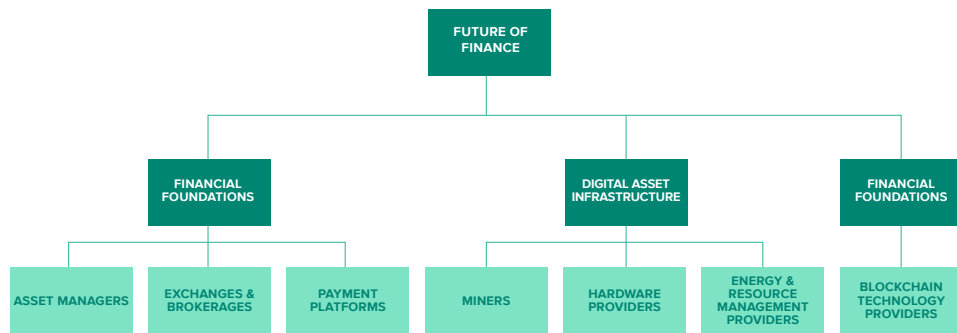 FUTURE OF
FINANCE
FINANCIAL
FOUNDATIONS
DIGITAL ASSET
INFRASTRUCTURE
FINANCIAL
FOUNDATIONS
ASSET MANAGERS
EXCHANGES &
BROKERAGES
PAYMENT
PLATFORMS
MINERS
HARDWARE
PROVIDERS
ENERGY &
RESOURCE
MANAGEMENT
PROVIDERS
BLOCKCHAIN
TECHNOLOGY
PROVIDERS